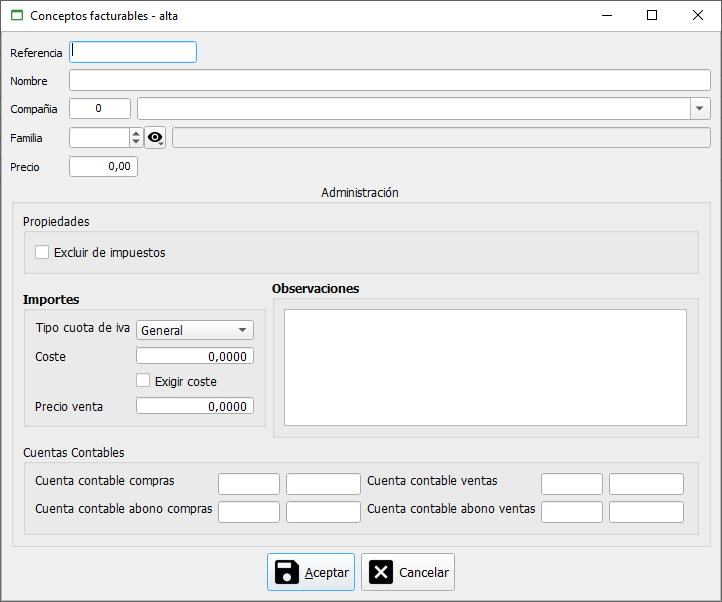 Conceptos facturables - alta
Referencia
Nombre
Compañia 0
Familia
Precio 0,00
Administración
Propiedades
Excluir de impuestos
Importes
Observaciones
Tipo cuota de iva General
Coste 0,0000
Exigir coste
Precio venta 0,0000
Cuentas Contables
Cuenta contable compras Cuenta contable ventas
Cuenta contable abono compras Cuenta contable abono ventas
Aceptar Cancelar